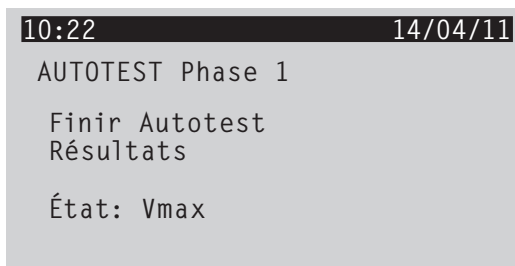 10:22 14/04/11
AUTOTEST Phase 1
Finir Autotest
Résultats
État: Vmax